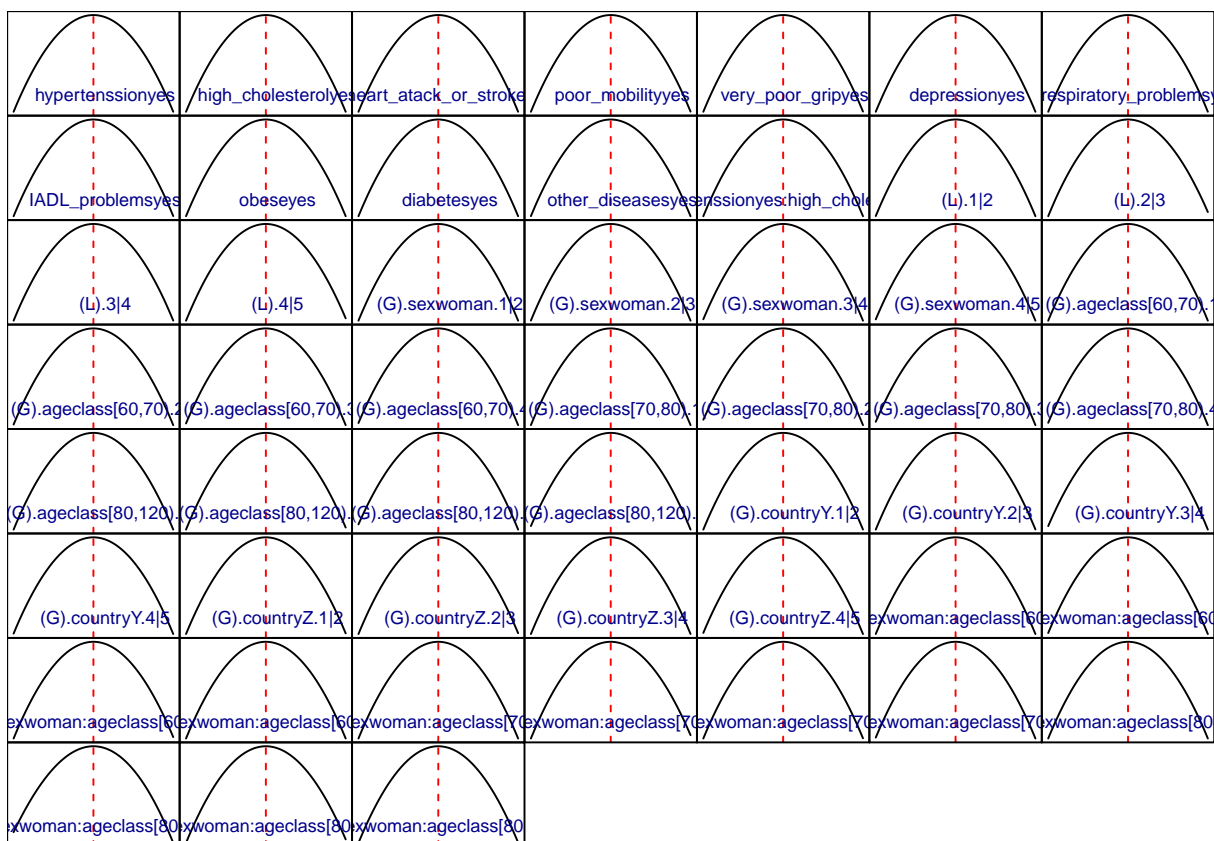 hypertenssionyes high_cholesterolyes eart_atack_or_stroke poor_mobilityyes very_poor_gripyes depressionyes respiratory_problemsy
IADL_problemsyes obeseyes diabetesyes other_diseasesyes enssionyes:high_chole (L).1|2 (L).2|3
(L).3|4 (L).4|5 (G).sexwoman.1|2 (G).sexwoman.2|3 (G).sexwoman.3|4 (G).sexwoman.4|5 (G).ageclass[60,70).1
(G).ageclass[60,70).2 (G).ageclass[60,70).3 (G).ageclass[60,70).4 (G).ageclass[70,80).1 (G).ageclass[70,80).2 (G).ageclass[70,80).3 (G).ageclass[70,80).4
(G).ageclass[80,120). (G).ageclass[80,120). (G).ageclass[80,120). (G).ageclass[80,120). (G).countryY.1|2 (G).countryY.2|3 (G).countryY.3|4
(G).countryY.4|5 (G).countryZ.1|2 (G).countryZ.2|3 (G).countryZ.3|4 (G).countryZ.4|5 exwoman:ageclass[60 exwoman:ageclass[60
exwoman:ageclass[60 exwoman:ageclass[60 exwoman:ageclass[70 exwoman:ageclass[70 exwoman:ageclass[70 exwoman:ageclass[70 exwoman:ageclass[80
exwoman:ageclass[80 exwoman:ageclass[80 exwoman:ageclass[80